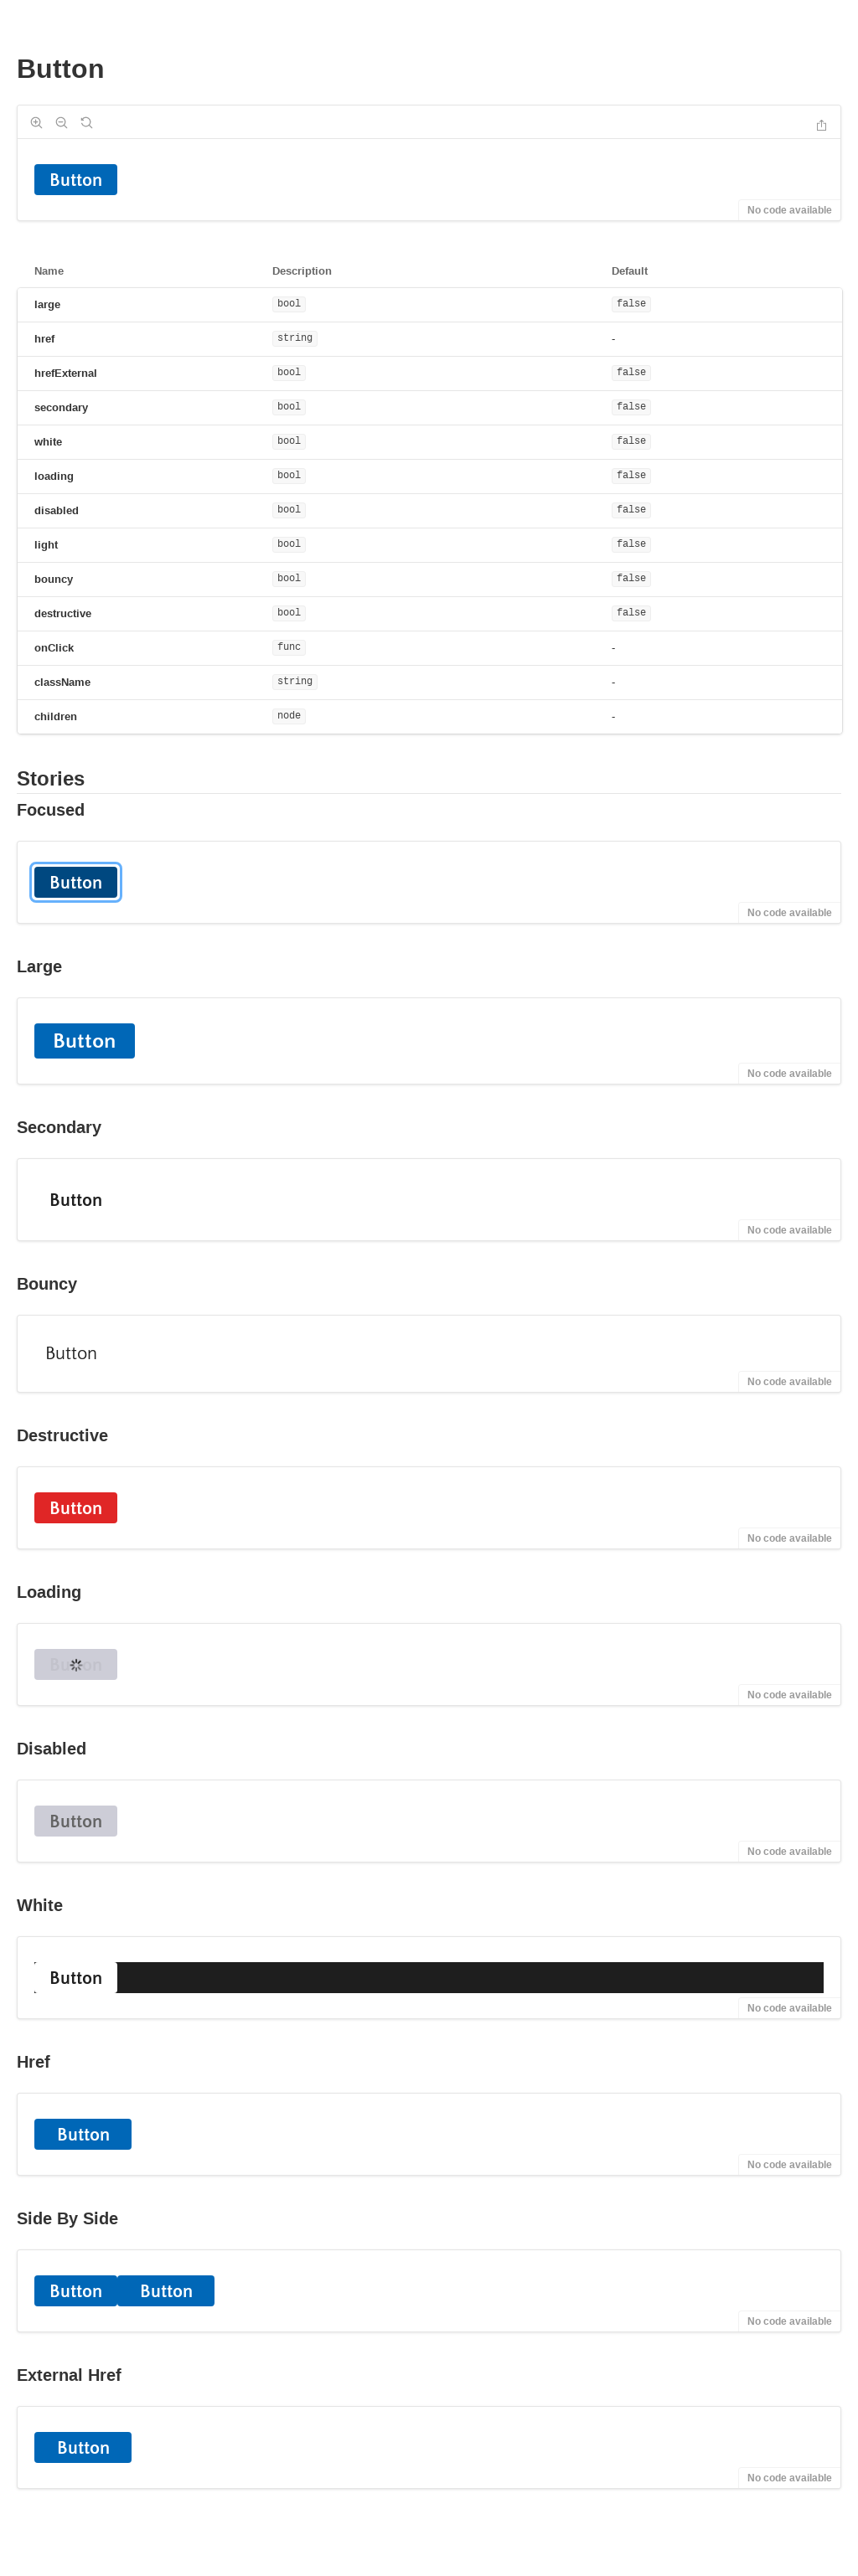 Button
Button
No code available
Name Description Default
large bool false
href string -
hrefExternal bool false
secondary bool false
white bool false
loading bool false
disabled bool false
light bool false
bouncy bool false
destructive bool false
onClick func -
className string -
children node -
Stories
Focused
Button
No code available
Large
Button
No code available
Secondary
Button
No code available
Bouncy
Button
No code available
Destructive
Button
No code available
Loading
Button
No code available
Disabled
Button
No code available
White
Button
No code available
Href
Button
No code available
Side By Side
Button Button
No code available
External Href
Button
No code available